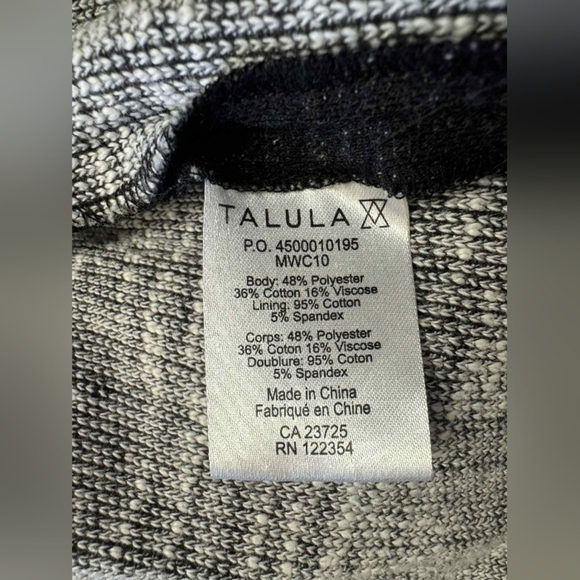 TALULA
P.O. 4500010195
MWC10
Body: 48% Polyester
36% Cotton 16% Viscose
Lining: 95% Cotton
5% Spandex
Corps: 48% Polyester
36% Coton 16% Viscose
Doublure: 95% Coton
5% Spandex
Made in China
Fabriqué en Chine
CA 23725
RN 122354